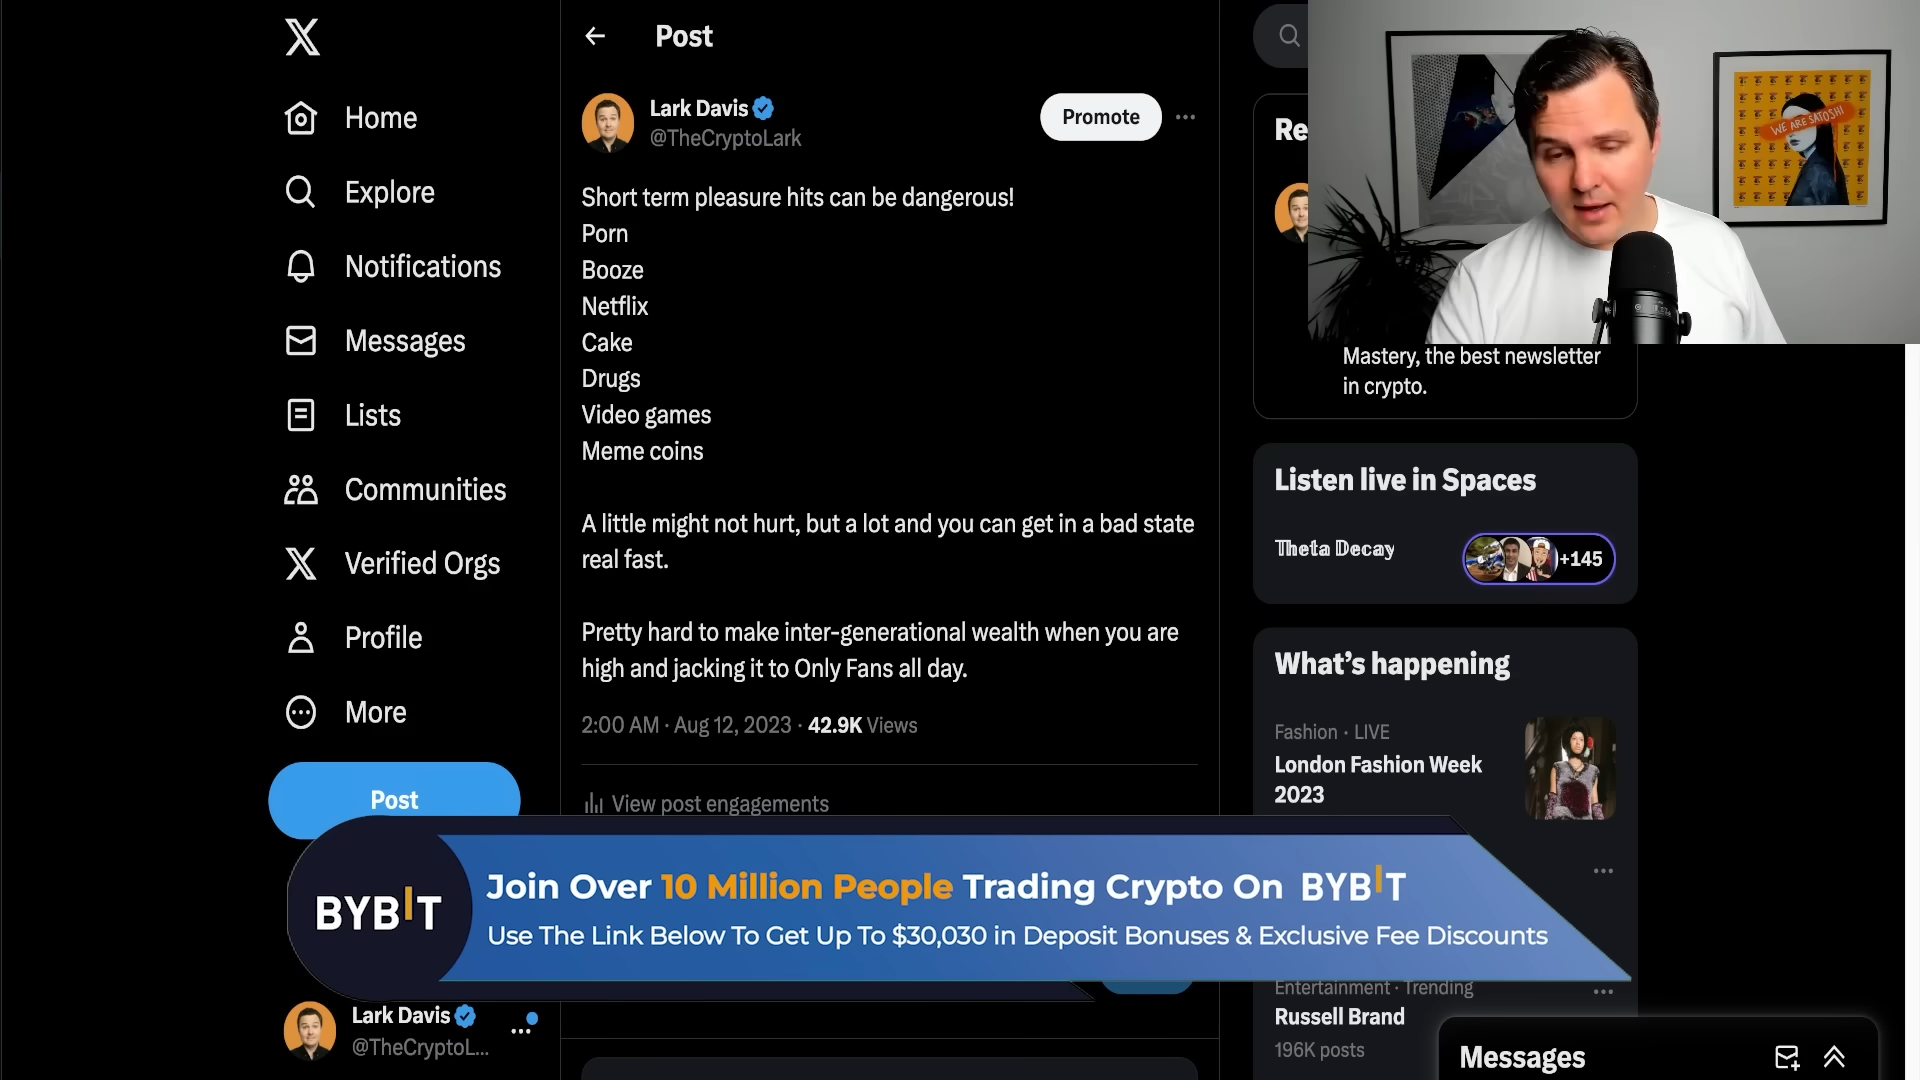 Home
Explore
Notifications
Messages
Lists
Communities
Verified Orgs
Profile
More
Post
Lark Davis
@TheCryptoL...
Post
Lark Davis
@TheCryptoLark
Promote
Short term pleasure hits can be dangerous!
Porn
Booze
Netflix
Cake
Drugs
Video games
Meme coins
A little might not hurt, but a lot and you can get in a bad state
real fast.
Pretty hard to make inter-generational wealth when you are
high and jacking it to Only Fans all day.
2:00 AM · Aug 12, 2023 · 42.9K Views
View post engagements
BYBIT
Join Over 10 Million People Trading Crypto On BYBIT
Use The Link Below To Get Up To $30,030 in Deposit Bonuses & Exclusive Fee Discounts
Re
WE ARE SATOSHI
Mastery, the best newsletter
in crypto.
Listen live in Spaces
Theta Decay
+145
What's happening
Fashion · LIVE
London Fashion Week
2023
Entertainment · Trending
Russell Brand
196K posts
Messages